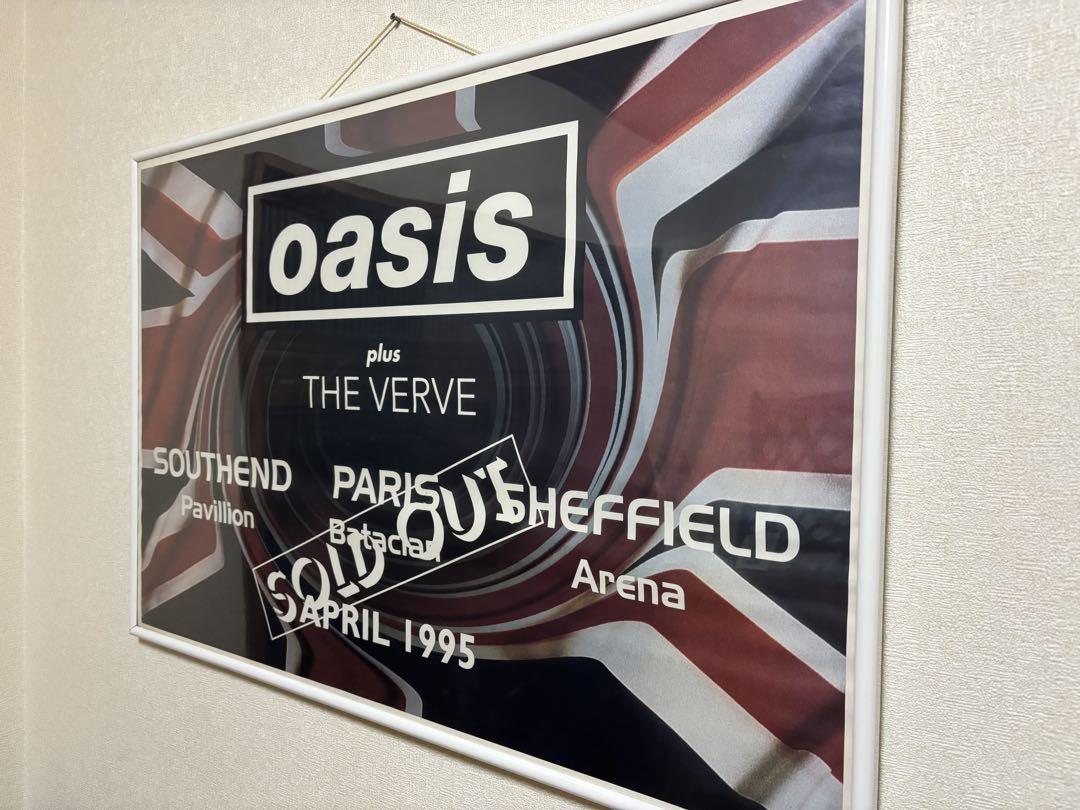 oasis
plus
THE VERVE
SOUTHEND
Pavillion
PARIS
Bataclan
SHEFFIELD
Arena
SOLD OUT
APRIL 1995